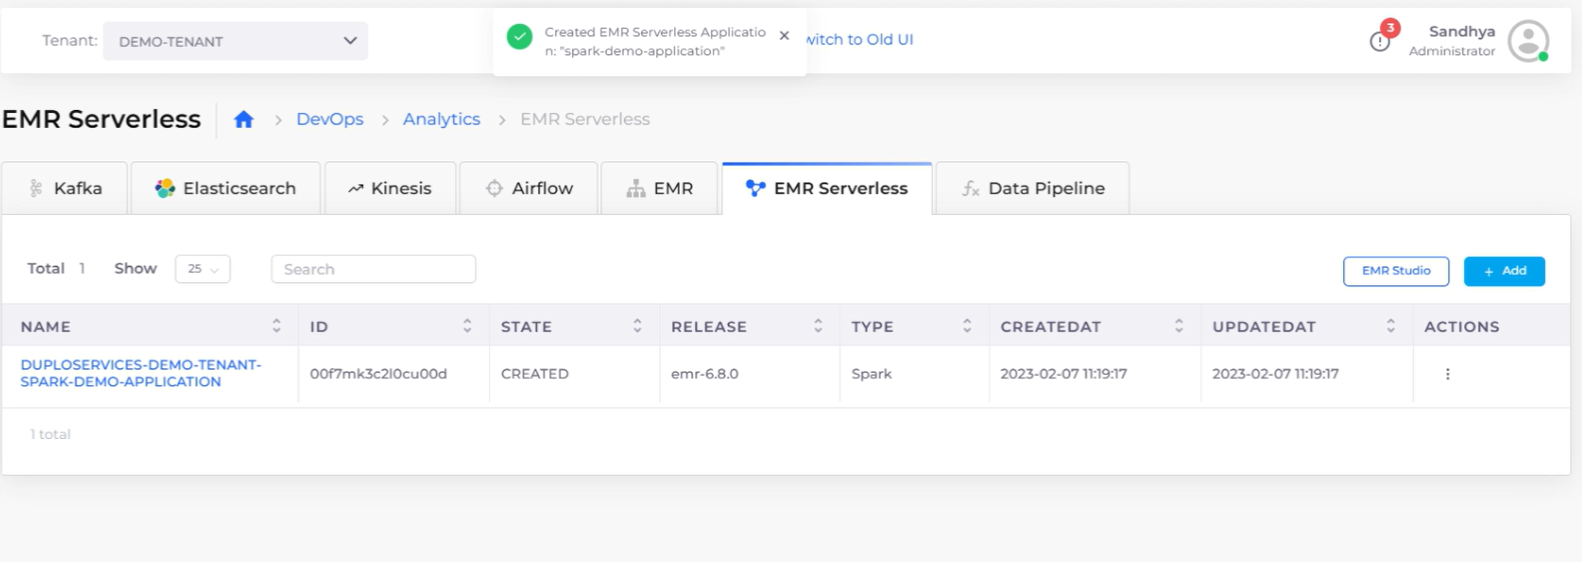 Tenant: DEMO-TENANT
Created EMR Serverless Applicatio
n: "spark-demo-application"
witch to Old UI
3
Sandhya
Administrator
EMR Serverless
DevOps > Analytics > EMR Serverless
Kafka Elasticsearch Kinesis Airflow EMR EMR Serverless fx Data Pipeline
Total 1 Show 25 Search EMR Studio + Add
NAME ID STATE RELEASE TYPE CREATEDAT UPDATEDAT ACTIONS
DUPLOSERVICES-DEMO-TENANT-
SPARK-DEMO-APPLICATION
00f7mk3c2l0cu00d CREATED emr-6.8.0 Spark 2023-02-07 11:19:17 2023-02-07 11:19:17
1 total